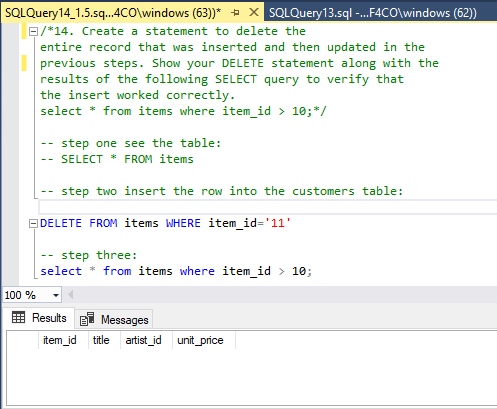 SQLQuery14_1.5.sq...4CO\windows (63))* SQLQuery13.sql -...F4CO\windows (62))
/*14. Create a statement to delete the
entire record that was inserted and then updated in the
previous steps. Show your DELETE statement along with the
results of the following SELECT query to verify that
the insert worked correctly.
select * from items where item_id > 10;*/
-- step one see the table:
-- SELECT * FROM items
-- step two insert the row into the customers table:
DELETE FROM items WHERE item_id='11'
-- step three:
select * from items where item_id > 10;
100 %
Results Messages
item_id title artist_id unit_price